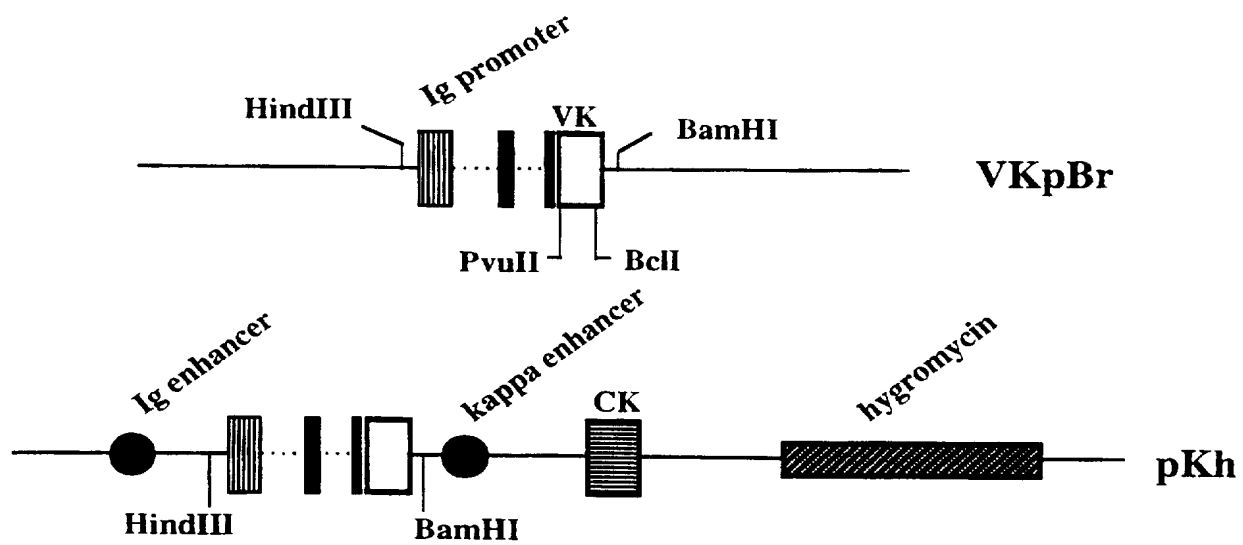 Ig promoter
HindIII
VK
BamHI
VKpBr
PvuII
BclI
Ig enhancer
kappa enhancer
CK
hygromycin
pKh
HindIII
BamHI